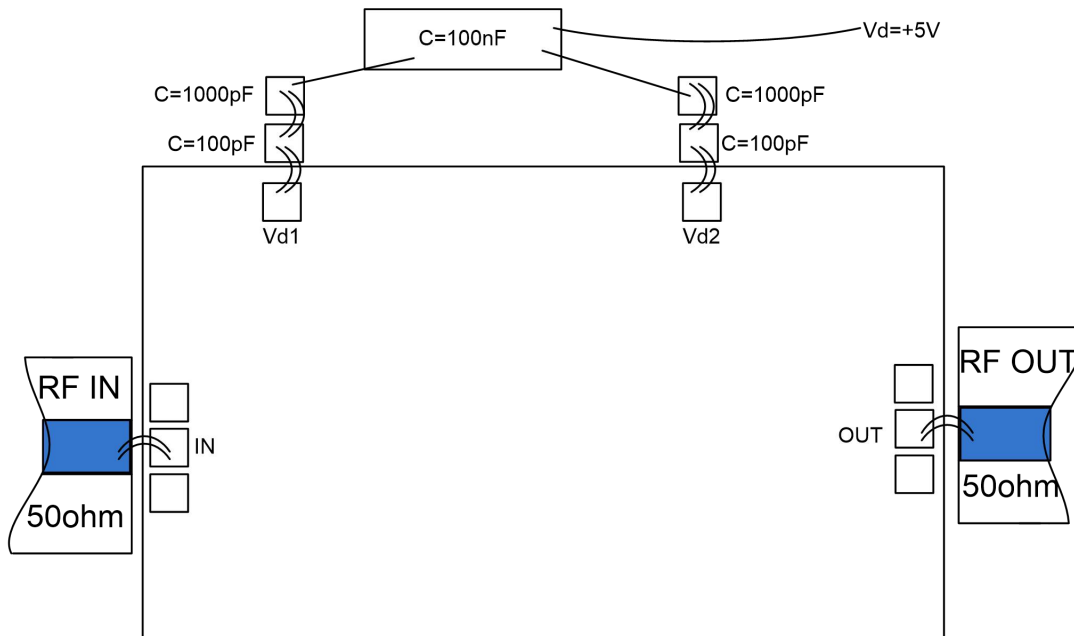 C=100nF
Vd=+5V
C=1000pF
C=1000pF
C=100pF
C=100pF
Vd1
Vd2
RF IN
RF OUT
IN
OUT
50ohm
50ohm